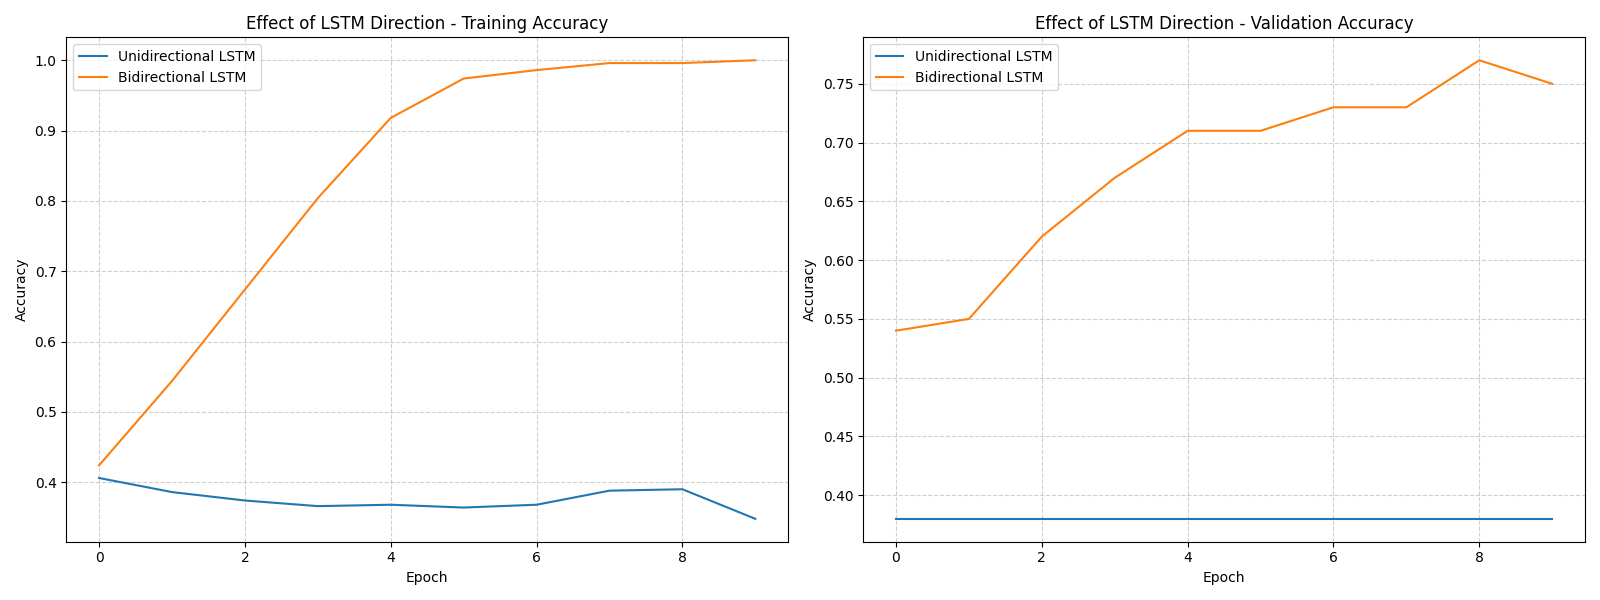 Effect of LSTM Direction - Training Accuracy
Unidirectional LSTM
Bidirectional LSTM
Accuracy
1.0
0.9
0.8
0.7
0.6
0.5
0.4
0 2 4 6 8
Epoch
Effect of LSTM Direction - Validation Accuracy
Unidirectional LSTM
Bidirectional LSTM
Accuracy
0.75
0.70
0.65
0.60
0.55
0.50
0.45
0.40
0 2 4 6 8
Epoch